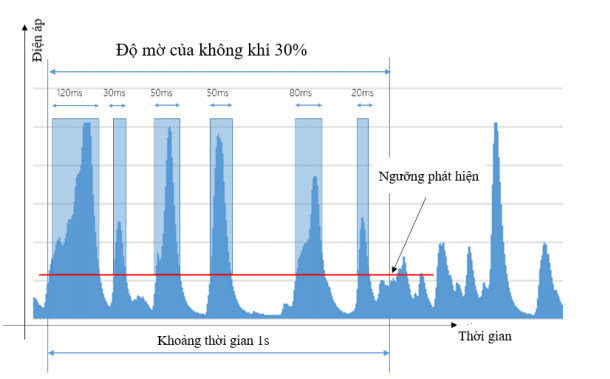 Điện áp
Độ mờ của không khí 30%
120ms 30ms 50ms 50ms 80ms 20ms
Ngưỡng phát hiện
Thời gian
Khoảng thời gian 1s